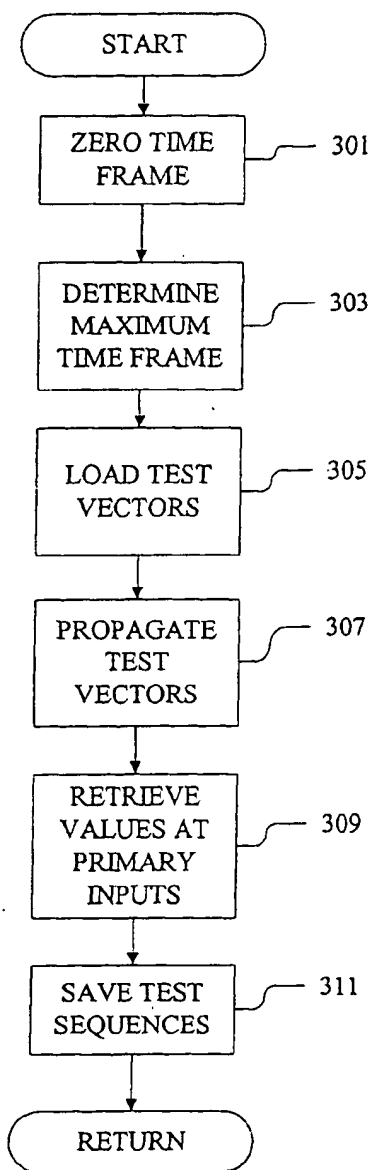 START
ZERO TIME
FRAME
301
DETERMINE
MAXIMUM
TIME FRAME
303
LOAD TEST
VECTORS
305
PROPAGATE
TEST
VECTORS
307
RETRIEVE
VALUES AT
PRIMARY
INPUTS
309
SAVE TEST
SEQUENCES
311
RETURN